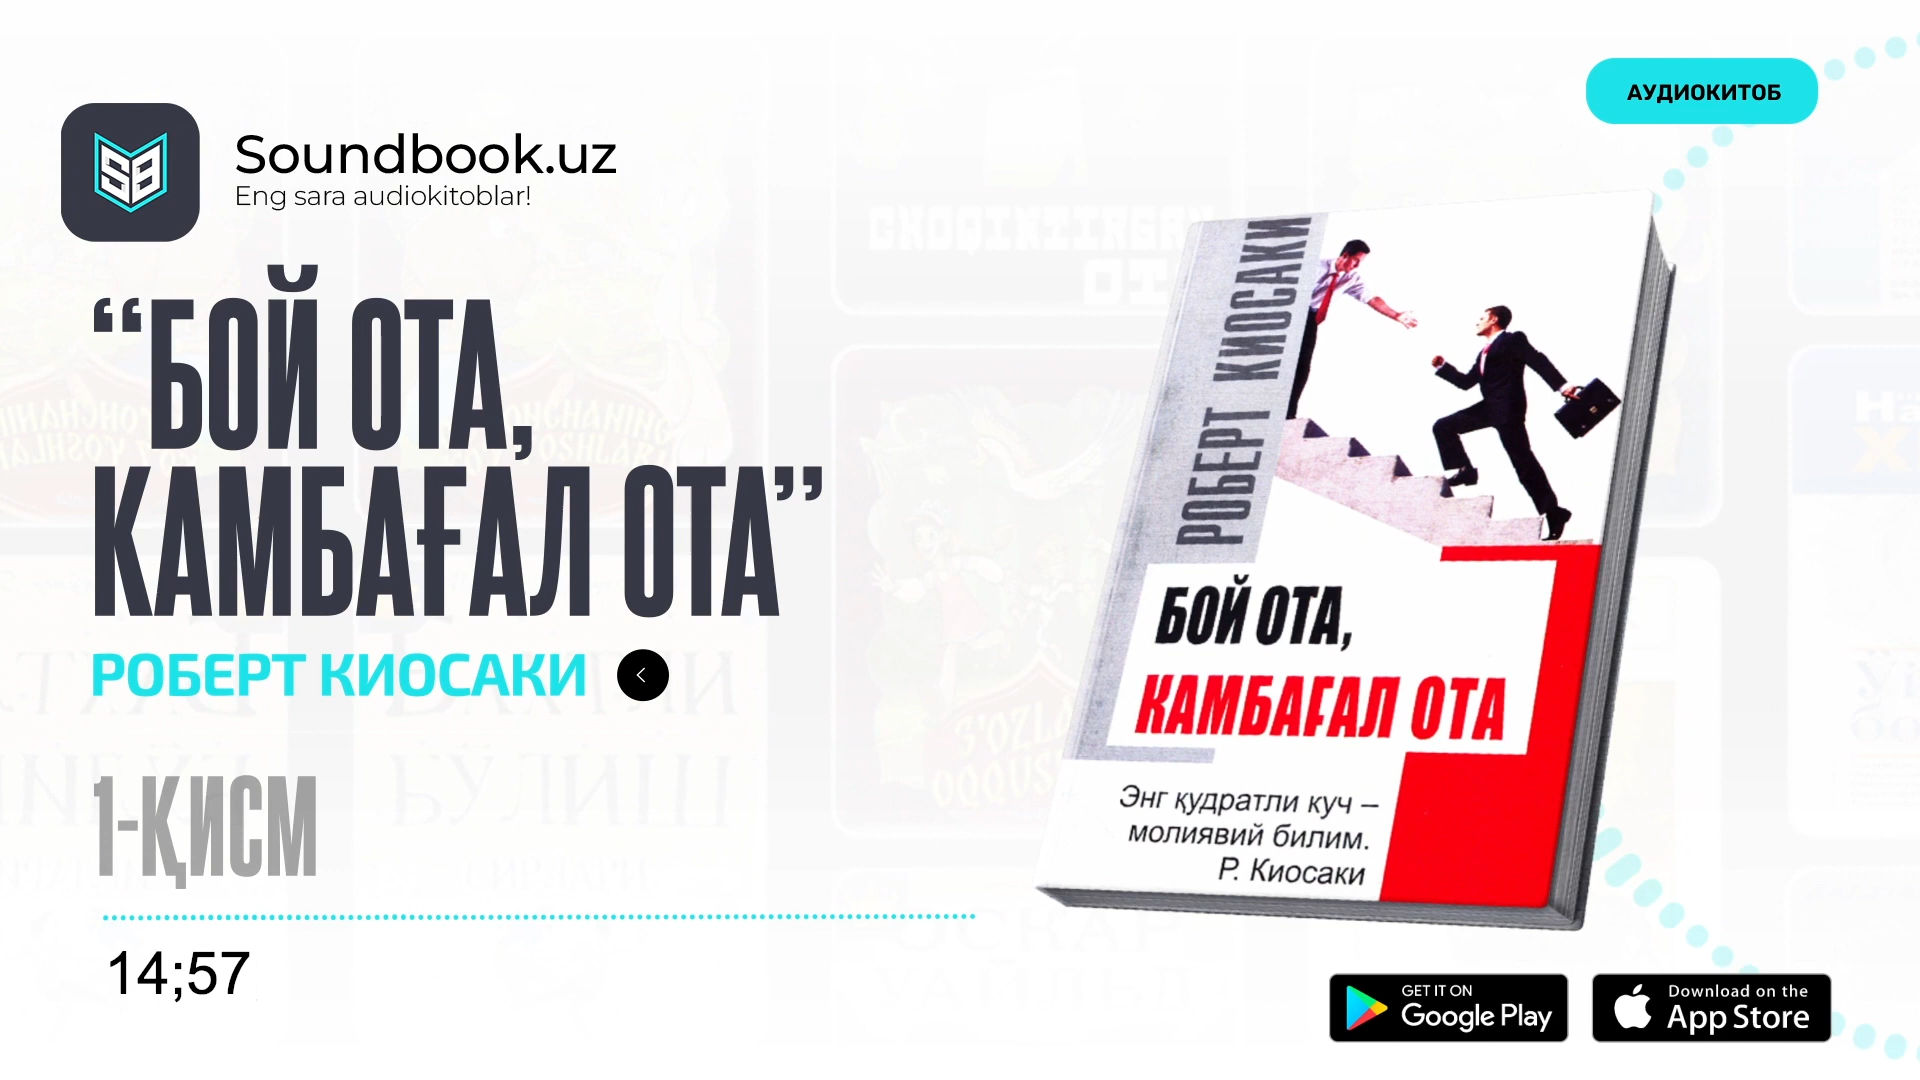 АУДИОКИТОБ
SB
Soundbook.uz
Eng sara audiokitoblar!
“БОЙ ОТА,
КАМБАҒАЛ ОТА”
РОБЕРТ КИОСАКИ
1-ҚИСМ
14;57
РОБЕРТ КИОСАКИ
БОЙ ОТА,
КАМБАҒАЛ ОТА
Энг қудратли куч –
молиявий билим.
Р. Киосаки
GET IT ON
Google Play
Download on the
App Store